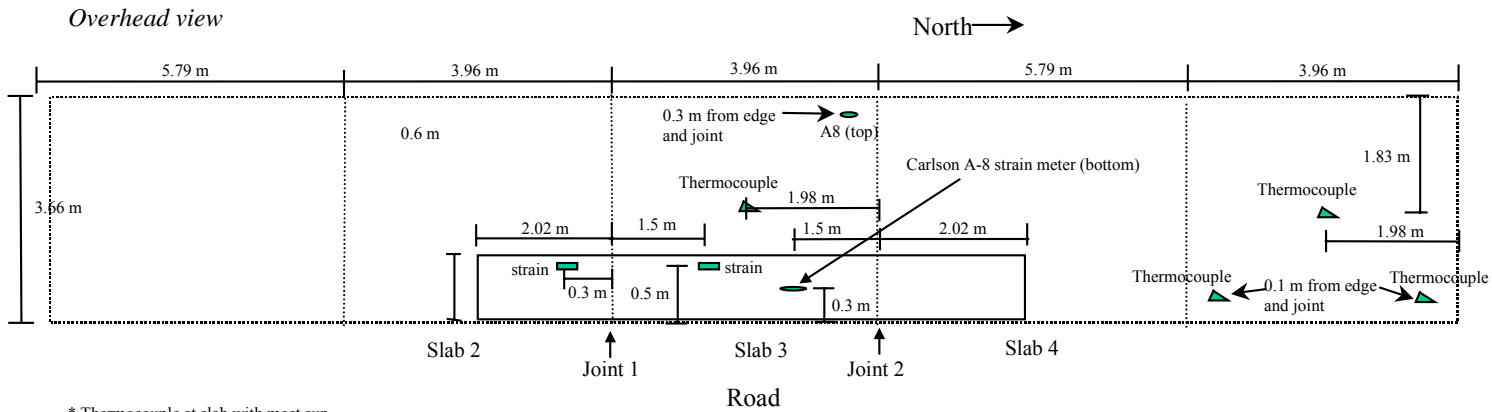 Overhead view
North
5.79 m
3.96 m
3.96 m
5.79 m
3.96 m
0.3 m from edge
and joint
A8 (top)
0.6 m
Carlson A-8 strain meter (bottom)
1.83 m
Thermocouple
1.98 m
Thermocouple
3.66 m
2.02 m
1.5 m
1.5 m
2.02 m
1.98 m
strain
strain
0.3 m
0.5 m
0.3 m
Thermocouple
0.1 m from edge
and joint
Thermocouple
Slab 2
Joint 1
Slab 3
Joint 2
Slab 4
Road
* Thermocouple at slab with most sun